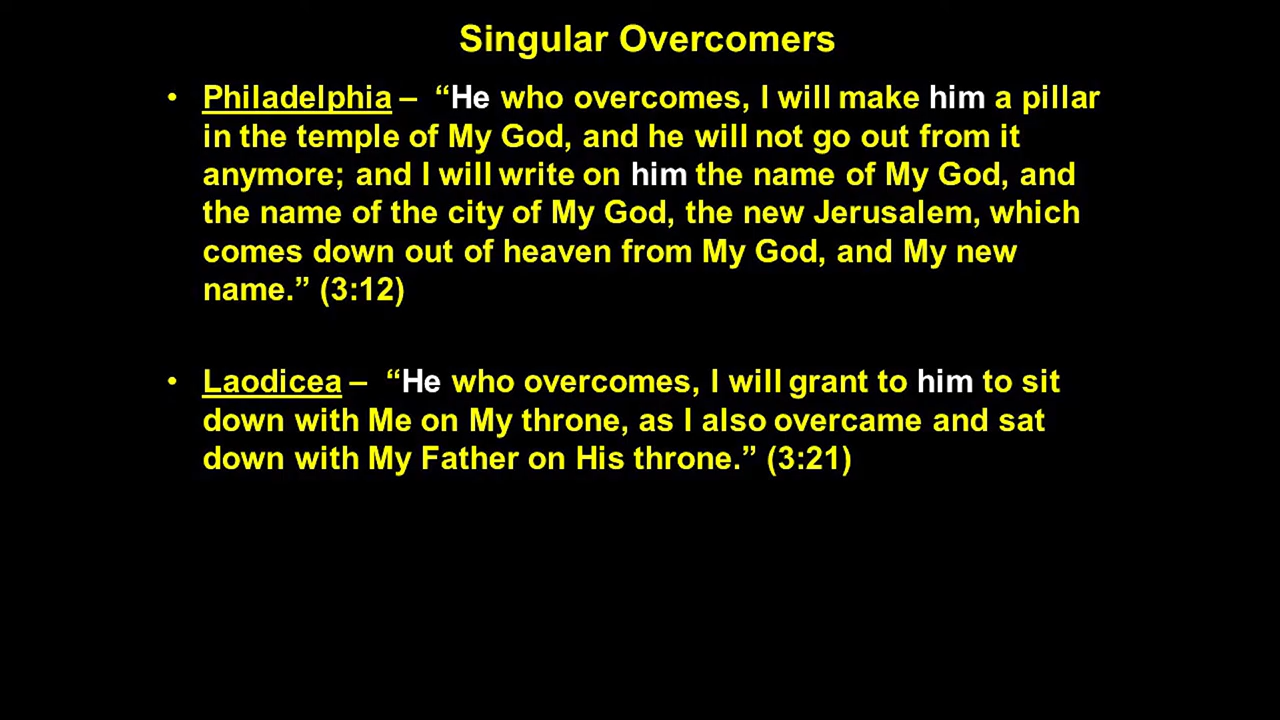 Singular Overcomers
• Philadelphia – “He who overcomes, I will make him a pillar
in the temple of My God, and he will not go out from it
anymore; and I will write on him the name of My God, and
the name of the city of My God, the new Jerusalem, which
comes down out of heaven from My God, and My new
name.” (3:12)
• Laodicea – “He who overcomes, I will grant to him to sit
down with Me on My throne, as I also overcame and sat
down with My Father on His throne.” (3:21)